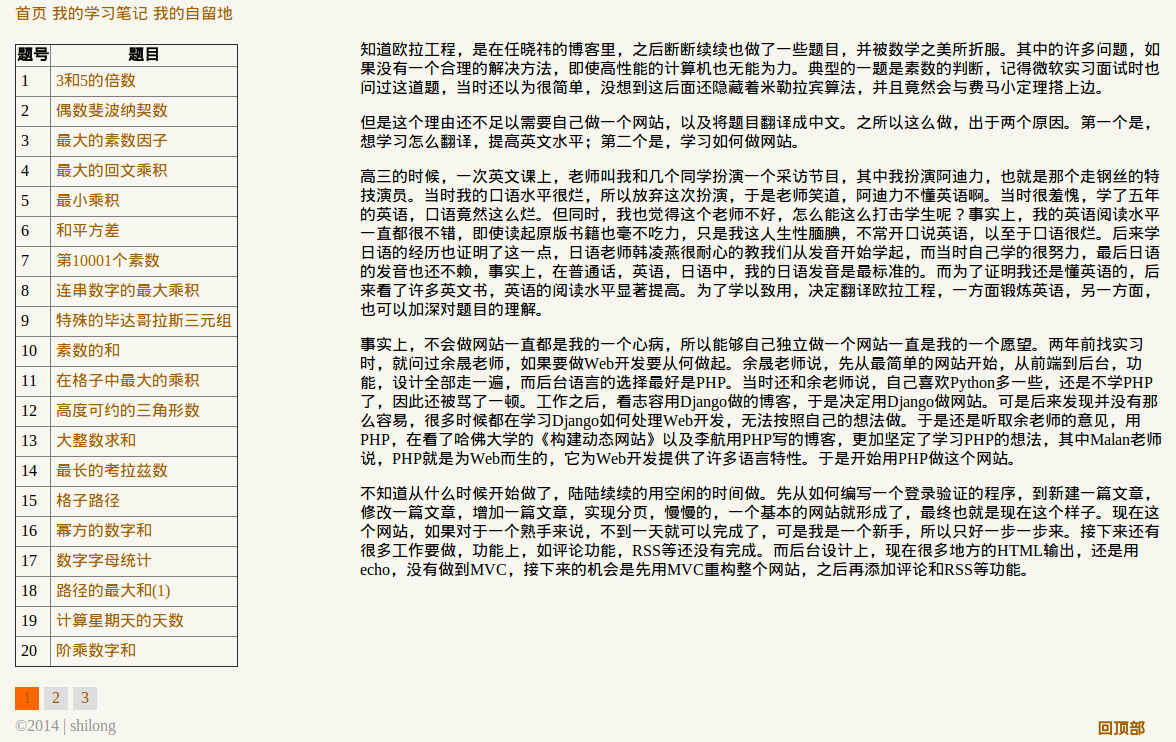 首页 我的学习笔记 我的自留地
题号 题目
1 3和5的倍数
2 偶数斐波纳契数
3 最大的素数因子
4 最大的回文乘积
5 最小乘积
6 和平方差
7 第10001个素数
8 连串数字的最大乘积
9 特殊的毕达哥拉斯三元组
10 素数的和
11 在格子中最大的乘积
12 高度可约的三角形数
13 大整数求和
14 最长的考拉兹数
15 格子路径
16 幂方的数字和
17 数字字母统计
18 路径的最大和(1)
19 计算星期天的天数
20 阶乘数字和
1 2 3
©2014 | shilong
知道欧拉工程，是在任晓祎的博客里，之后断断续续也做了一些题目，并被数学之美所折服。其中的许多问题，如
果没有一个合理的解决方法，即使高性能的计算机也无能为力。典型的一题是素数的判断，记得微软实习面试时也
问过这道题，当时还以为很简单，没想到这后面还隐藏着米勒拉宾算法，并且竟然会与费马小定理搭上边。
但是这个理由还不足以需要自己做一个网站，以及将题目翻译成中文。之所以这么做，出于两个原因。第一个是，
想学习怎么翻译，提高英文水平；第二个是，学习如何做网站。
高三的时候，一次英文课上，老师叫我和几个同学扮演一个采访节目，其中我扮演阿迪力，也就是那个走钢丝的特
技演员。当时我的口语水平很烂，所以放弃这次扮演，于是老师笑道，阿迪力不懂英语啊。当时很羞愧，学了五年
的英语，口语竟然这么烂。但同时，我也觉得这个老师不好，怎么能这么打击学生呢？事实上，我的英语阅读水平
一直都很不错，即使读起原版书籍也毫不吃力，只是我这人生性腼腆，不常开口说英语，以至于口语很烂。后来学
日语的经历也证明了这一点，日语老师韩凌燕很耐心的教我们从发音开始学起，而当时自己学的很努力，最后日语
的发音也还不赖，事实上，在普通话，英语，日语中，我的日语发音是最标准的。而为了证明我还是懂英语的，后
来看了许多英文书，英语的阅读水平显著提高。为了学以致用，决定翻译欧拉工程，一方面锻炼英语，另一方面，
也可以加深对题目的理解。
事实上，不会做网站一直都是我的一个心病，所以能够自己独立做一个网站一直是我的一个愿望。两年前找实习
时，就问过余晟老师，如果要做Web开发要从何做起。余晟老师说，先从最简单的网站开始，从前端到后台，功
能，设计全部走一遍，而后台语言的选择最好是PHP。当时还和余老师说，自己喜欢Python多一些，还是不学PHP
了，因此还被骂了一顿。工作之后，看志容用Django做的博客，于是决定用Django做网站。可是后来发现并没有那
么容易，很多时候都在学习Django如何处理Web开发，无法按照自己的想法做。于是还是听取余老师的意见，用
PHP，在看了哈佛大学的《构建动态网站》以及李航用PHP写的博客，更加坚定了学习PHP的想法，其中Malan老师
说，PHP就是为Web而生的，它为Web开发提供了许多语言特性。于是开始用PHP做这个网站。
不知道从什么时候开始做了，陆陆续续的用空闲的时间做。先从如何编写一个登录验证的程序，到新建一篇文章，
修改一篇文章，增加一篇文章，实现分页，慢慢的，一个基本的网站就形成了，最终也就是现在这个样子。现在这
个网站，如果对于一个熟手来说，不到一天就可以完成了，可是我是一个新手，所以只好一步一步来。接下来还有
很多工作要做，功能上，如评论功能，RSS等还没有完成。而后台设计上，现在很多地方的HTML输出，还是用
echo，没有做到MVC，接下来的机会是先用MVC重构整个网站，之后再添加评论和RSS等功能。
回顶部